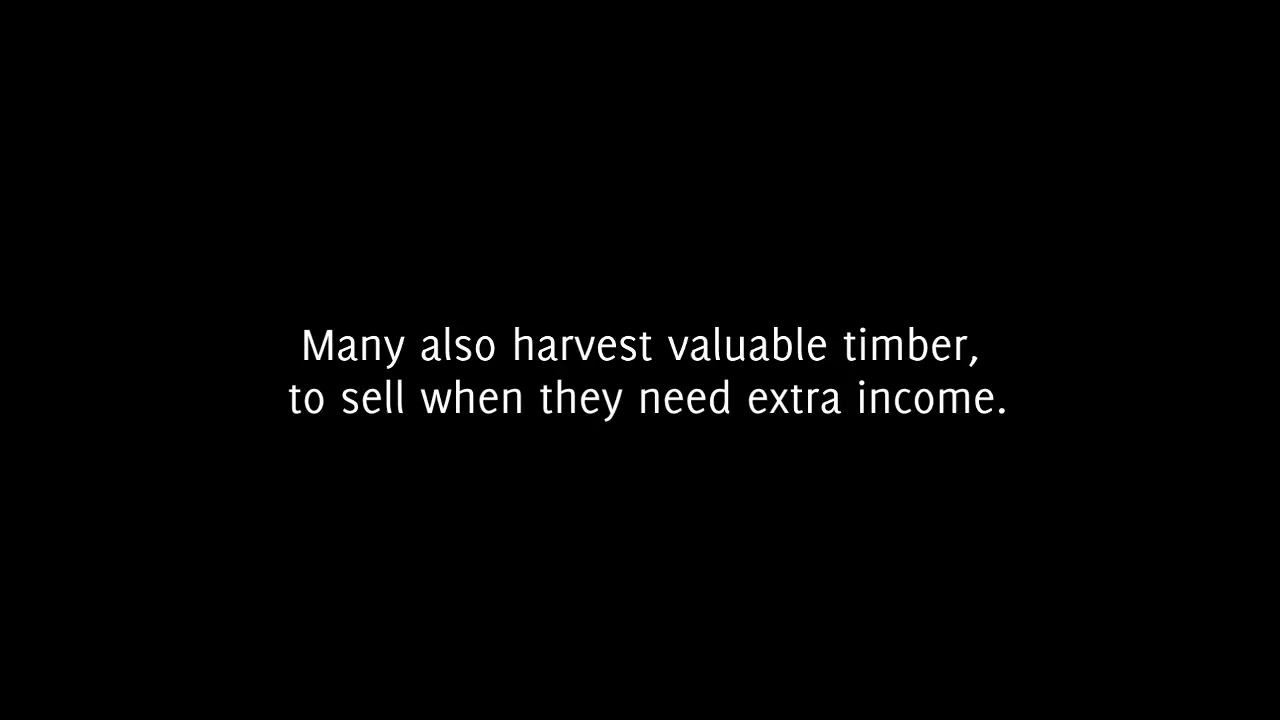 Many also harvest valuable timber,
to sell when they need extra income.